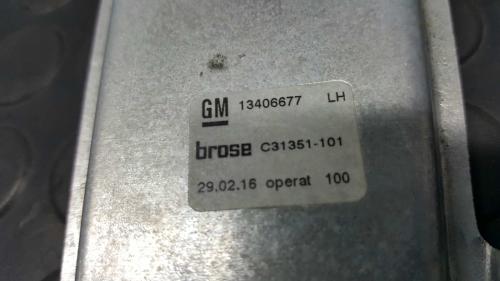 GM 13406677 LH
brose C31351-101
29.02.16 operat 100